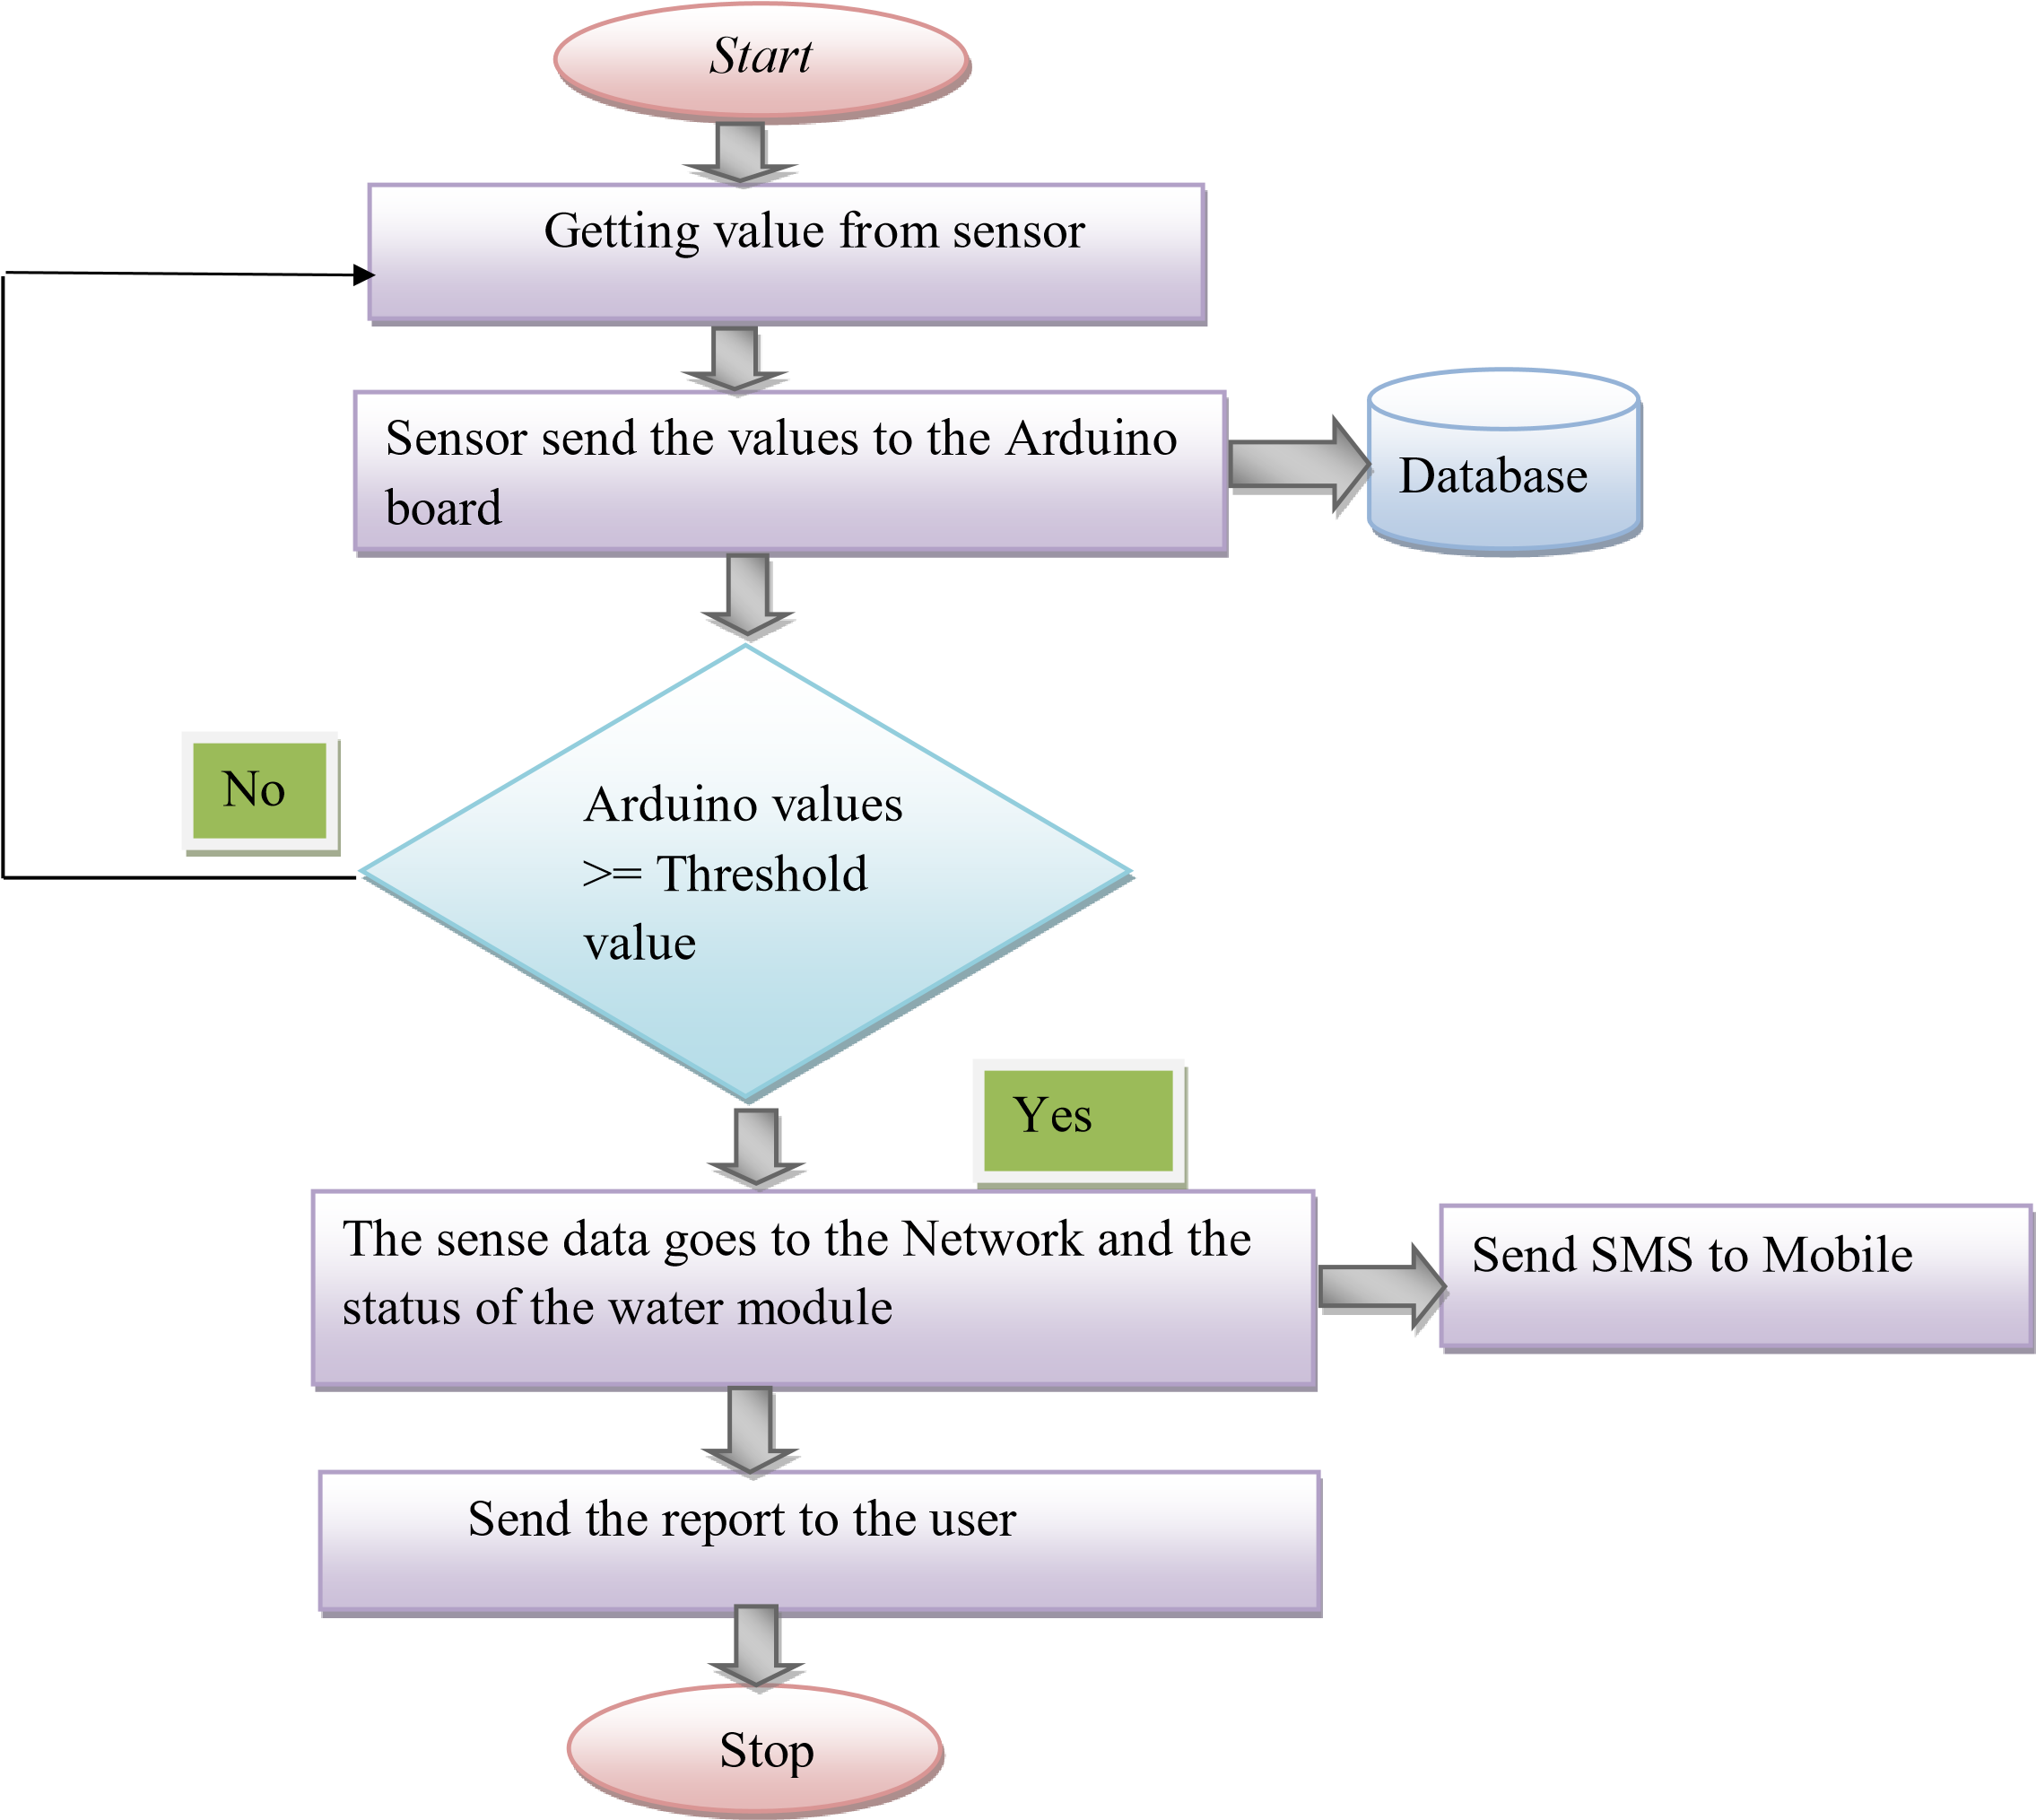 Start
Getting value from sensor
Sensor send the values to the Arduino
board
Database
No
Arduino values
>= Threshold
value
Yes
The sense data goes to the Network and the
status of the water module
Send SMS to Mobile
Send the report to the user
Stop